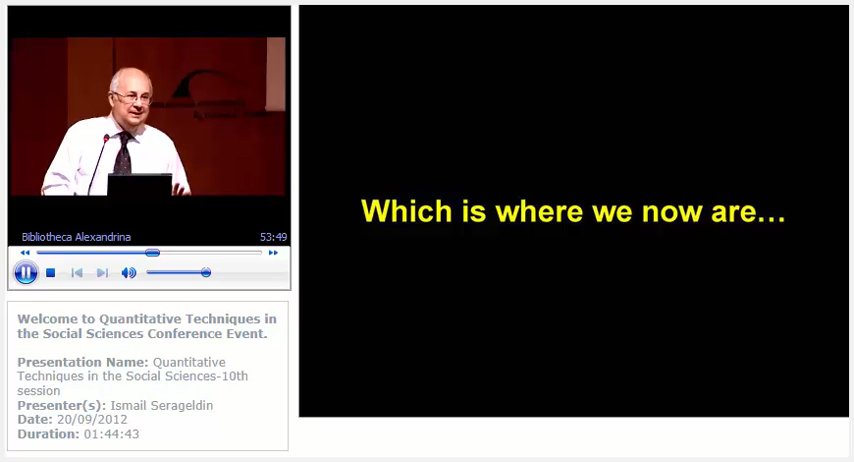 Bibliotheca Alexandrina 53:49
Welcome to Quantitative Techniques in
the Social Sciences Conference Event.
Presentation Name: Quantitative
Techniques in the Social Sciences-10th
session
Presenter(s): Ismail Serageldin
Date: 20/09/2012
Duration: 01:44:43
Which is where we now are...